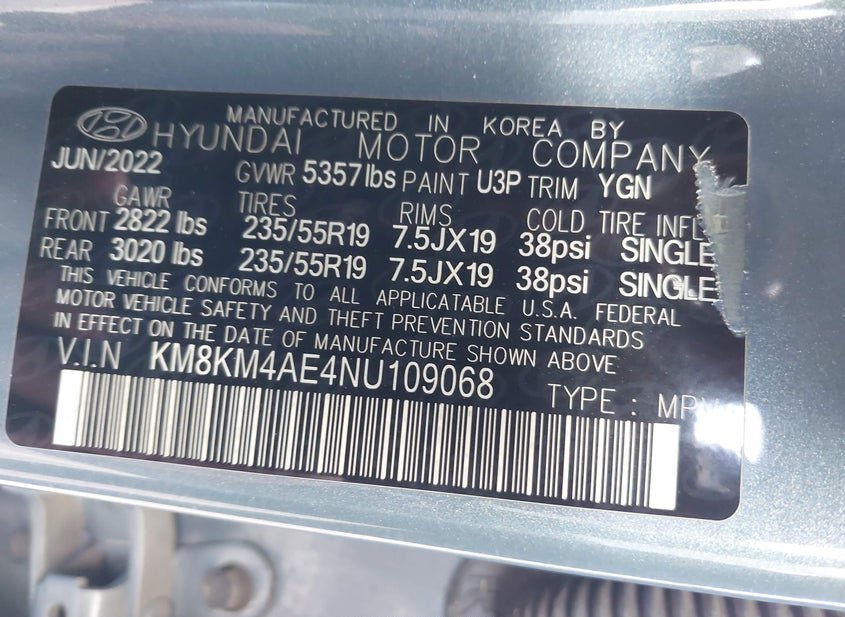 MANUFACTURED IN KOREA BY
HYUNDAI MOTOR COMPANY
JUN/2022 GVWR 5357lbs PAINT U3P TRIM YGN
GAWR TIRES RIMS COLD TIRE INFL
FRONT 2822 lbs 235/55R19 7.5JX19 38psi SINGLE
REAR 3020 lbs 235/55R19 7.5JX19 38psi SINGLE
THIS VEHICLE CONFORMS TO ALL APPLICATABLE U.S.A. FEDERAL
MOTOR VEHICLE SAFETY AND THEFT PREVENTION STANDARDS
IN EFFECT ON THE DATE OF MANUFACTURE SHOWN ABOVE
V.I.N KM8KM4AE4NU109068 TYPE : MPV